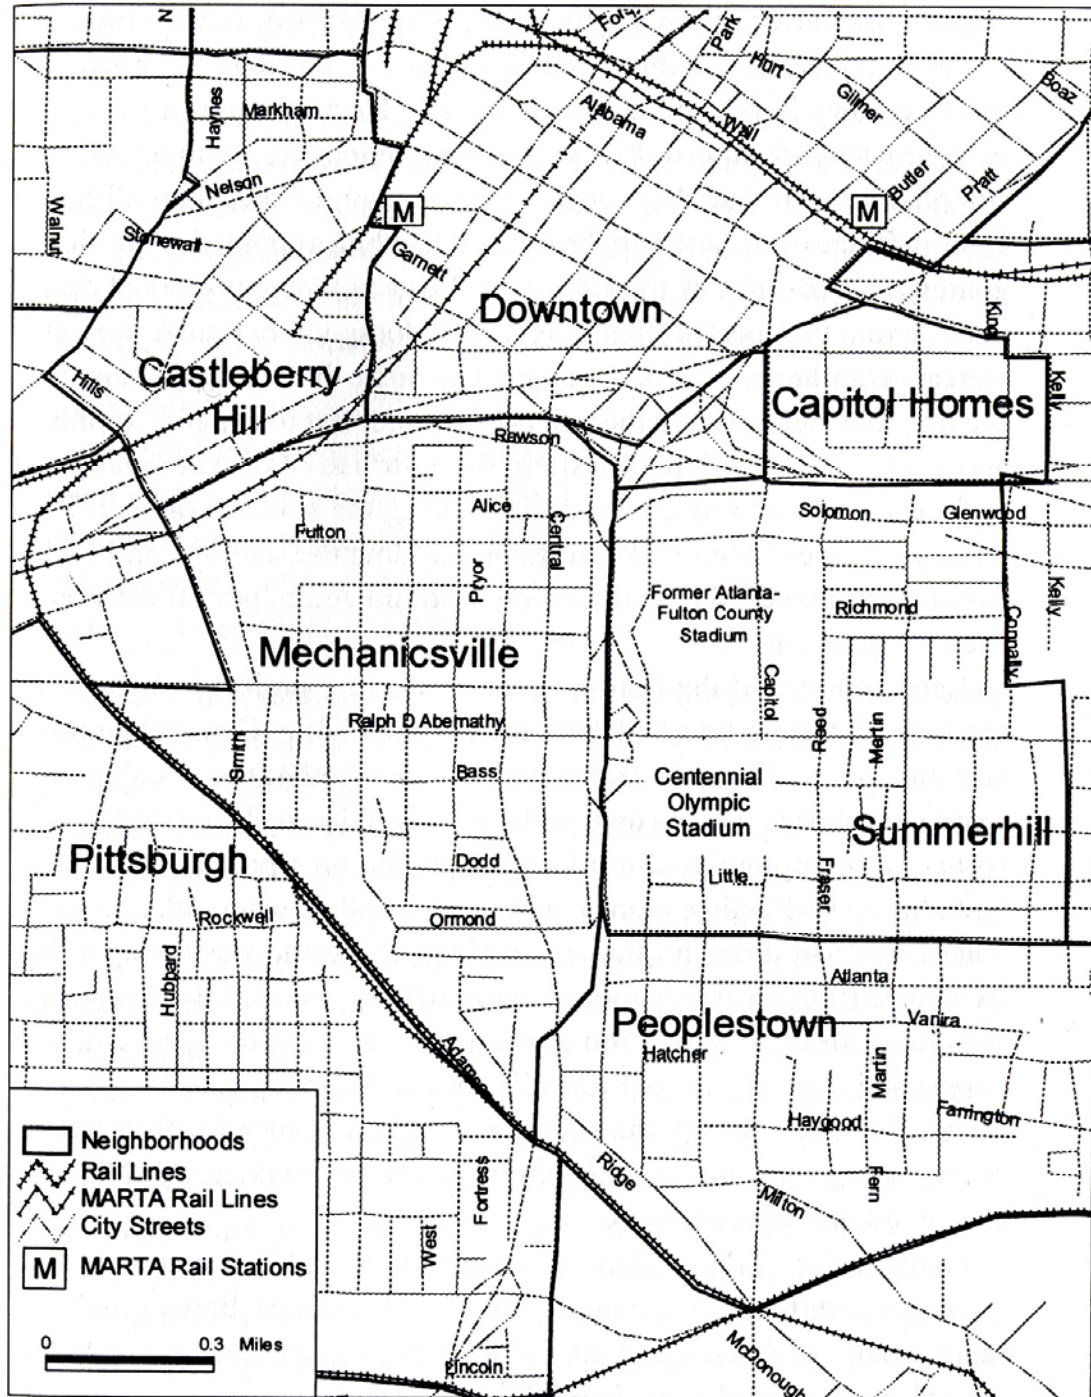 N
Park
Hurt
Gilmer
Boaz
Haynes
Markham
Alabama
Wall
Nelson
Butler
Pratt
Walnut
M
M
Stonewall
Garnett
Downtown
King
Castleberry
Hill
Hills
Capitol Homes
Kelly
Rawson
Alice
Fulton
Central
Pryor
Solomon
Glenwood
Former Atlanta-
Fulton County
Stadium
Richmond
Kelly
Connally
Mechanicsville
Capitol
Ralph D Abernathy
Reed
Martin
Smith
Bass
Centennial
Olympic
Stadium
Summerhill
Pittsburgh
Dodd
Little
Fraser
Rockwell
Ormond
Hubbard
Atlanta
Peoplestown
Vanira
Hatcher
Martin
Haygood
Farrington
Ridge
Fern
Milton
Fortress
West
McDonough
Lincoln
Neighborhoods
Rail Lines
MARTA Rail Lines
City Streets
M MARTA Rail Stations
0 0.3 Miles